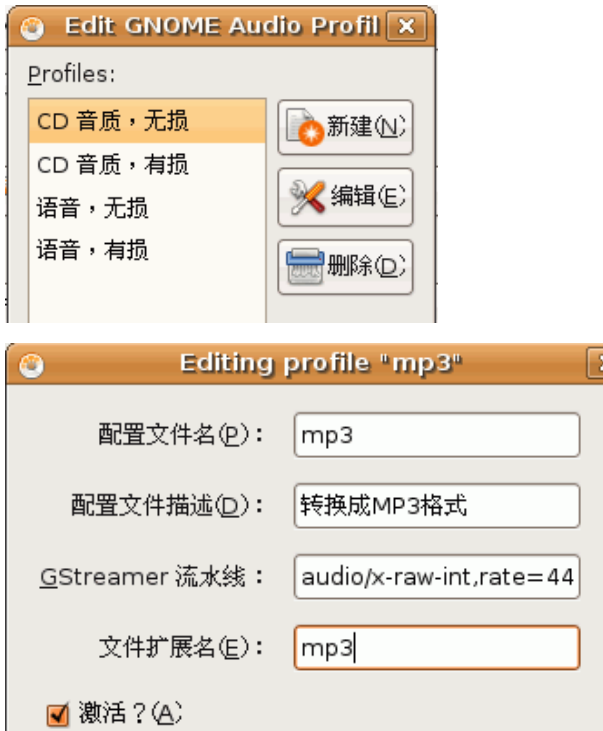 Edit GNOME Audio Profil
Profiles:
CD 音质，无损
CD 音质，有损
语音，无损
语音，有损
新建(N)
编辑(E)
删除(D)
Editing profile "mp3"
配置文件名(P)： mp3
配置文件描述(D)： 转换成MP3格式
GStreamer 流水线： audio/x-raw-int,rate=44
文件扩展名(E)： mp3
激活？(A)